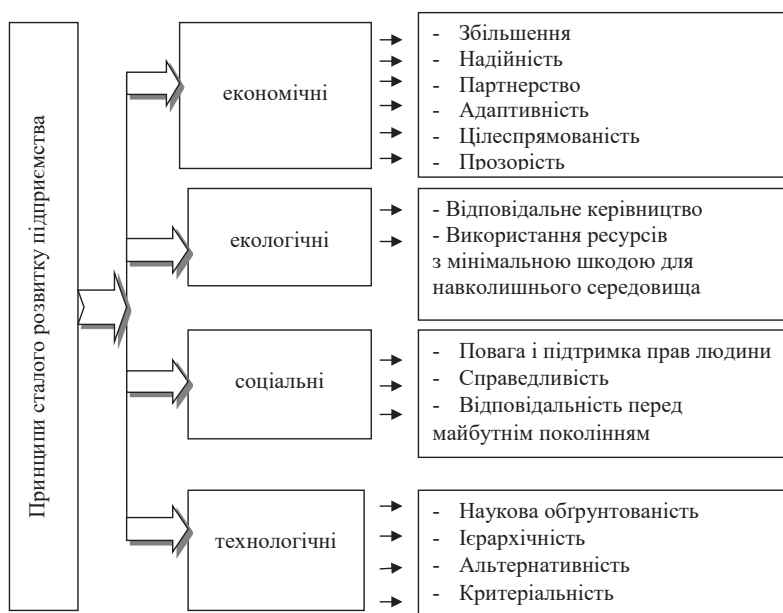 Принципи сталого розвитку підприємства
економічні
- Збільшення
- Надійність
- Партнерство
- Адаптивність
- Цілеспрямованість
- Прозорість
екологічні
- Відповідальне керівництво
- Використання ресурсів
з мінімальною шкодою для
навколишнього середовища
соціальні
- Повага і підтримка прав людини
- Справедливість
- Відповідальність перед
майбутнім поколінням
технологічні
- Наукова обґрунтованість
- Ієрархічність
- Альтернативність
- Критеріальність